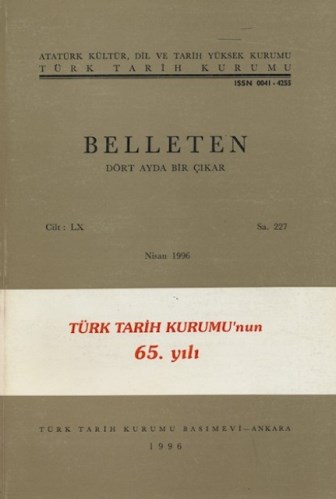 ATATÜRK KÜLTÜR, DİL VE TARİH YÜKSEK KURUMU
TÜRK TARİH KURUMU
ISSN 0041-4255
BELLETEN
DÖRT AYDA BİR ÇIKAR
Cilt : LX Sa. 227
Nisan 1996
TÜRK TARİH KURUMU'nun
65. yılı
TÜRK TARİH KURUMU BASIMEVİ—ANKARA
1996